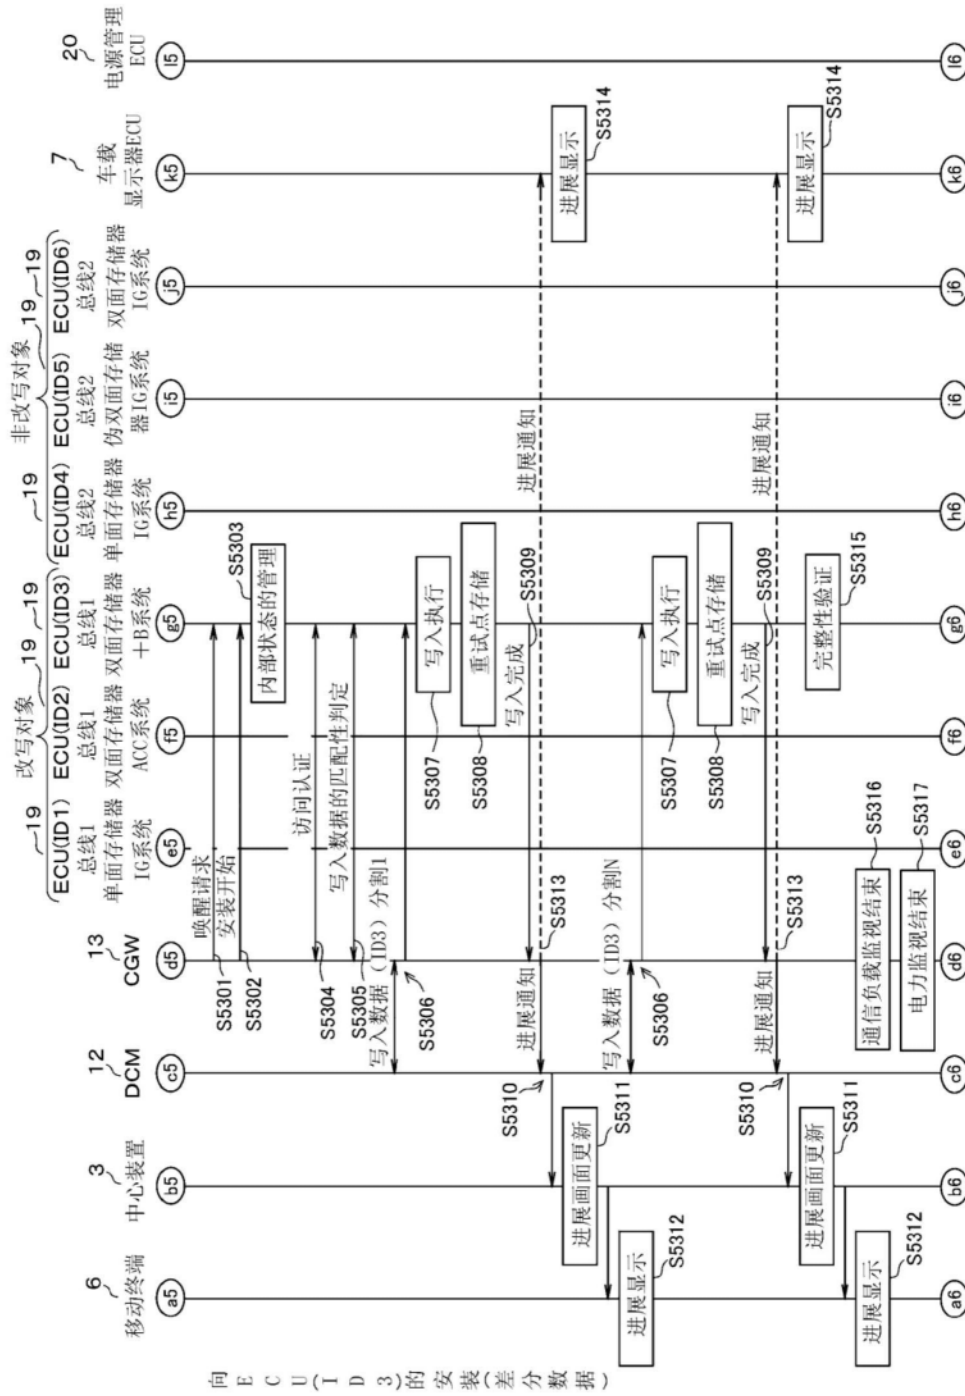 向ECU(ID3)的安装(差分数据)
6
移动终端
3
中心装置
12
DCM
13
CGW
改写对象
19
19
19
ECU(ID1)
总线1
单面存储器
IG系统
ECU(ID2)
总线1
双面存储器
ACC系统
ECU(ID3)
总线1
双面存储器
+B系统
非改写对象
19
19
19
ECU(ID4)
总线2
单面存储器
IG系统
ECU(ID5)
总线2
伪双面存储
器IG系统
ECU(ID6)
总线2
双面存储器
IG系统
7
车载
显示器ECU
20
电源管理
ECU
a5
b5
c5
d5
e5
f5
g5
h5
i5
j5
k5
l5
唤醒请求
S5301
安装开始
S5302
内部状态的管理
S5303
访问认证
S5304
写入数据的匹配性判定
S5305
写入数据(ID3)分割1
S5306
写入执行
S5307
重试点存储
S5308
写入完成
S5309
进展通知
S5313
进展通知
S5310
进展画面更新
S5311
进展显示
S5312
进展显示
S5314
写入数据(ID3)分割N
S5306
写入执行
S5307
重试点存储
S5308
写入完成
S5309
进展通知
S5313
进展通知
S5310
进展画面更新
S5311
进展显示
S5312
进展显示
S5314
完整性验证
S5315
通信负载监视结束
S5316
电力监视结束
S5317
a6
b6
c6
d6
e6
f6
g6
h6
i6
j6
k6
l6